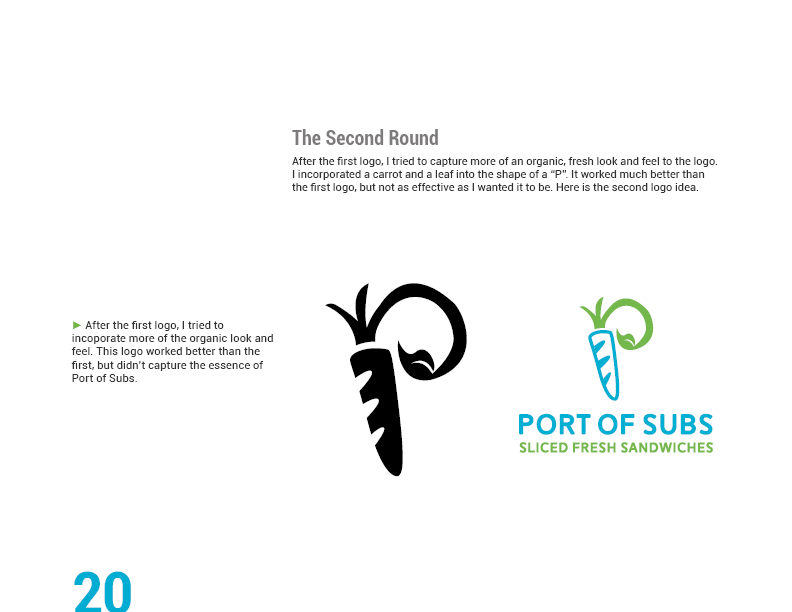 The Second Round
After the first logo, I tried to capture more of an organic, fresh look and feel to the logo.
I incorporated a carrot and a leaf into the shape of a “P”. It worked much better than
the first logo, but not as effective as I wanted it to be. Here is the second logo idea.
► After the first logo, I tried to
incoporate more of the organic look and
feel. This logo worked better than the
first, but didn't capture the essence of
Port of Subs.
PORT OF SUBS
SLICED FRESH SANDWICHES
20